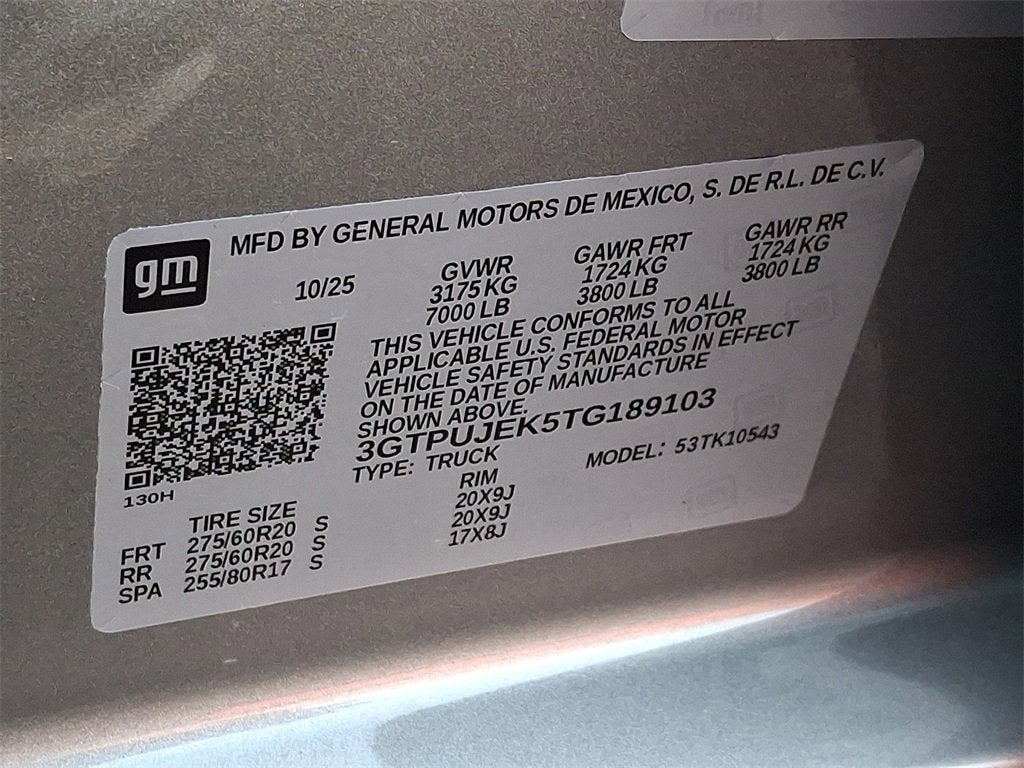 gm
MFD BY GENERAL MOTORS DE MEXICO, S. DE R.L. DE C.V.
10/25
GVWR
3175 KG
7000 LB
GAWR FRT
1724 KG
3800 LB
GAWR RR
1724 KG
3800 LB
THIS VEHICLE CONFORMS TO ALL
APPLICABLE U.S. FEDERAL MOTOR
VEHICLE SAFETY STANDARDS IN EFFECT
ON THE DATE OF MANUFACTURE
SHOWN ABOVE.
3GTPUJEK5TG189103
TYPE: TRUCK
MODEL: 53TK10543
130H
TIRE SIZE RIM
FRT 275/60R20 S 20X9J
RR 275/60R20 S 20X9J
SPA 255/80R17 S 17X8J